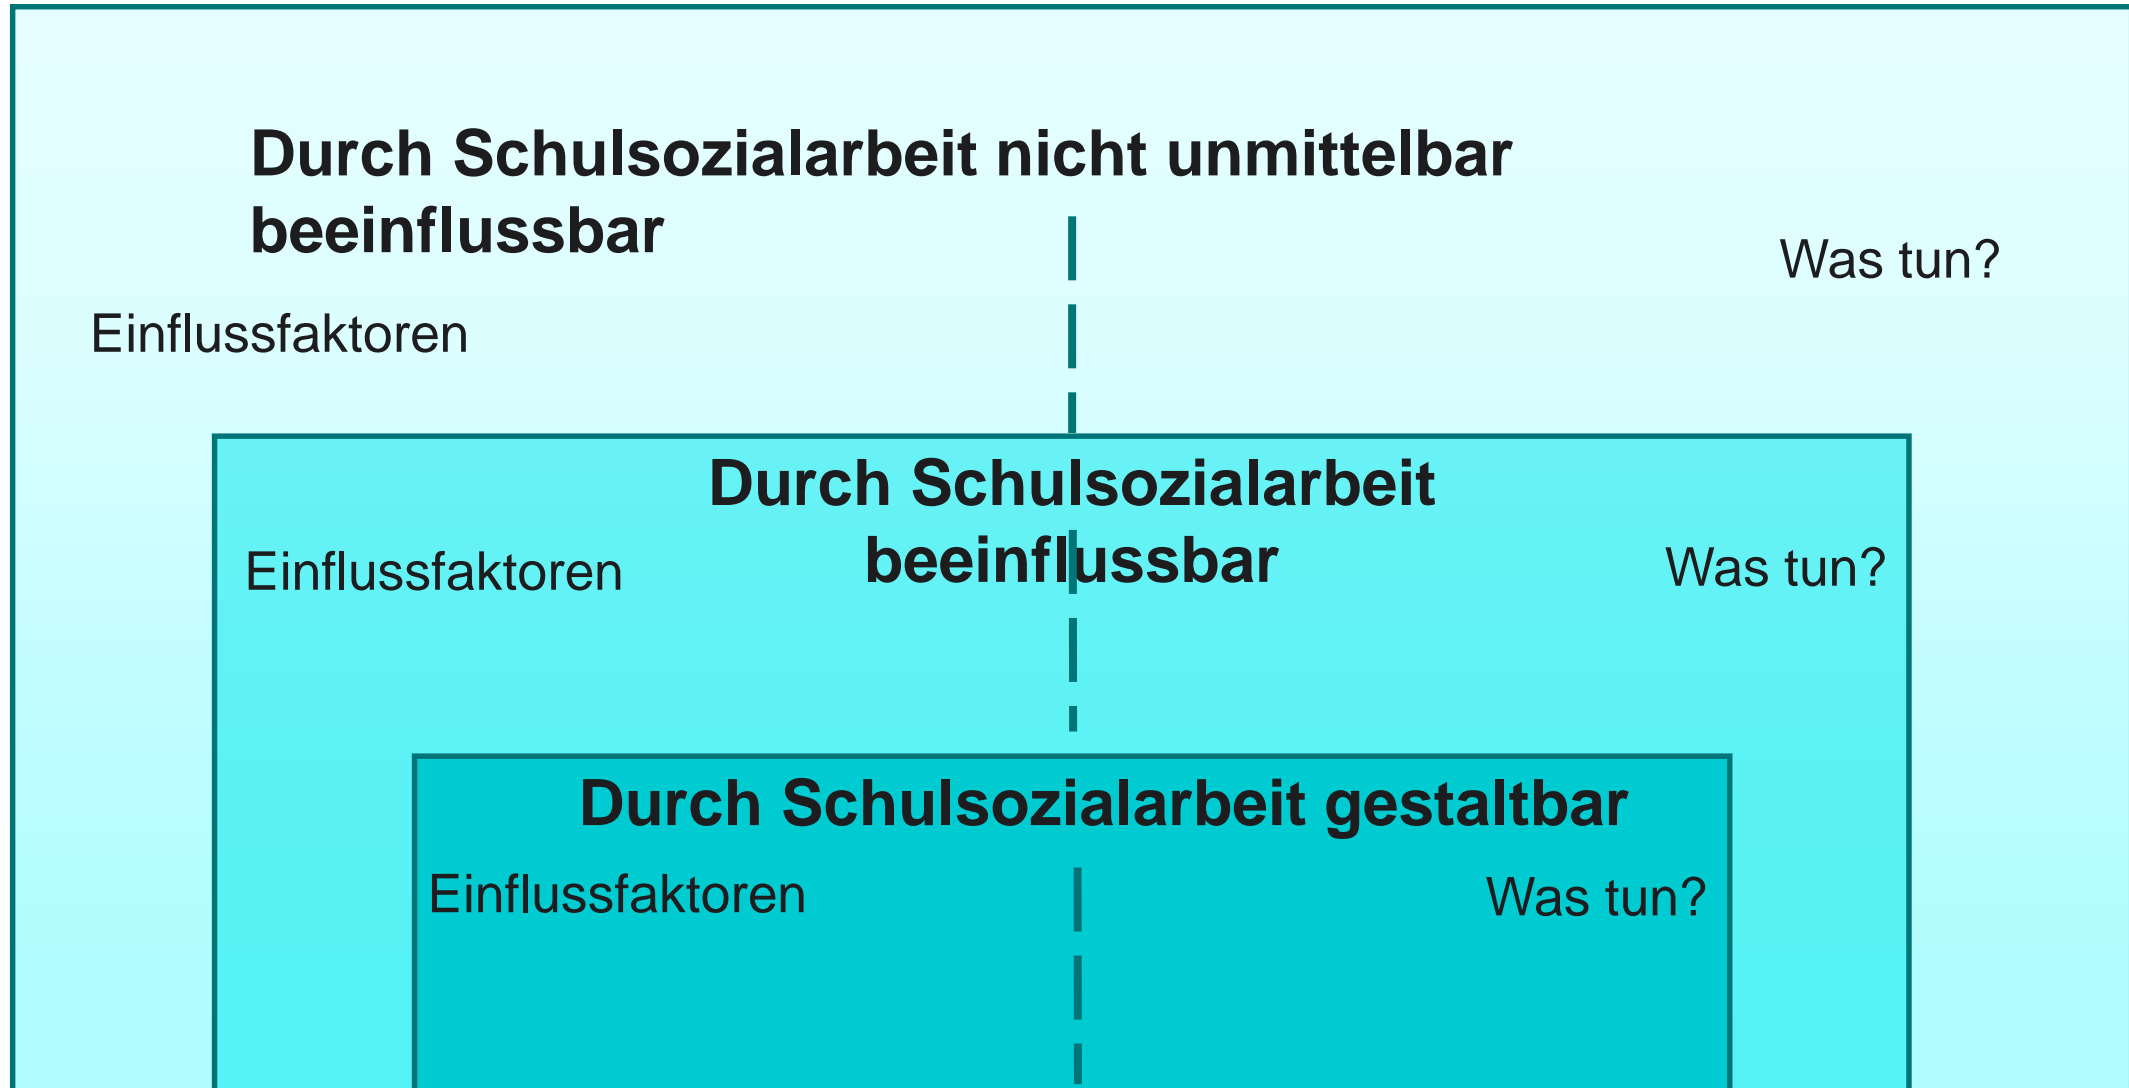 Durch Schulsozialarbeit nicht unmittelbar
beeinflussbar
Was tun?
Einflussfaktoren
Durch Schulsozialarbeit
beeinflussbar
Einflussfaktoren
Was tun?
Durch Schulsozialarbeit gestaltbar
Einflussfaktoren
Was tun?